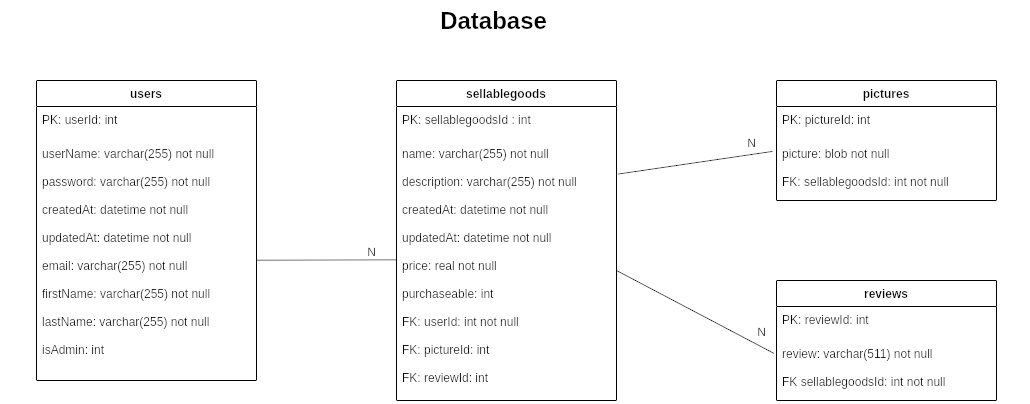 Database
users
PK: userId: int
userName: varchar(255) not null
password: varchar(255) not null
createdAt: datetime not null
updatedAt: datetime not null
email: varchar(255) not null
firstName: varchar(255) not null
lastName: varchar(255) not null
isAdmin: int
N
sellablegoods
PK: sellablegoodsId : int
name: varchar(255) not null
description: varchar(255) not null
createdAt: datetime not null
updatedAt: datetime not null
price: real not null
purchaseable: int
FK: userId: int not null
FK: pictureId: int
FK: reviewId: int
N
pictures
PK: pictureId: int
picture: blob not null
FK: sellablegoodsId: int not null
N
reviews
PK: reviewId: int
review: varchar(511) not null
FK sellablegoodsId: int not null